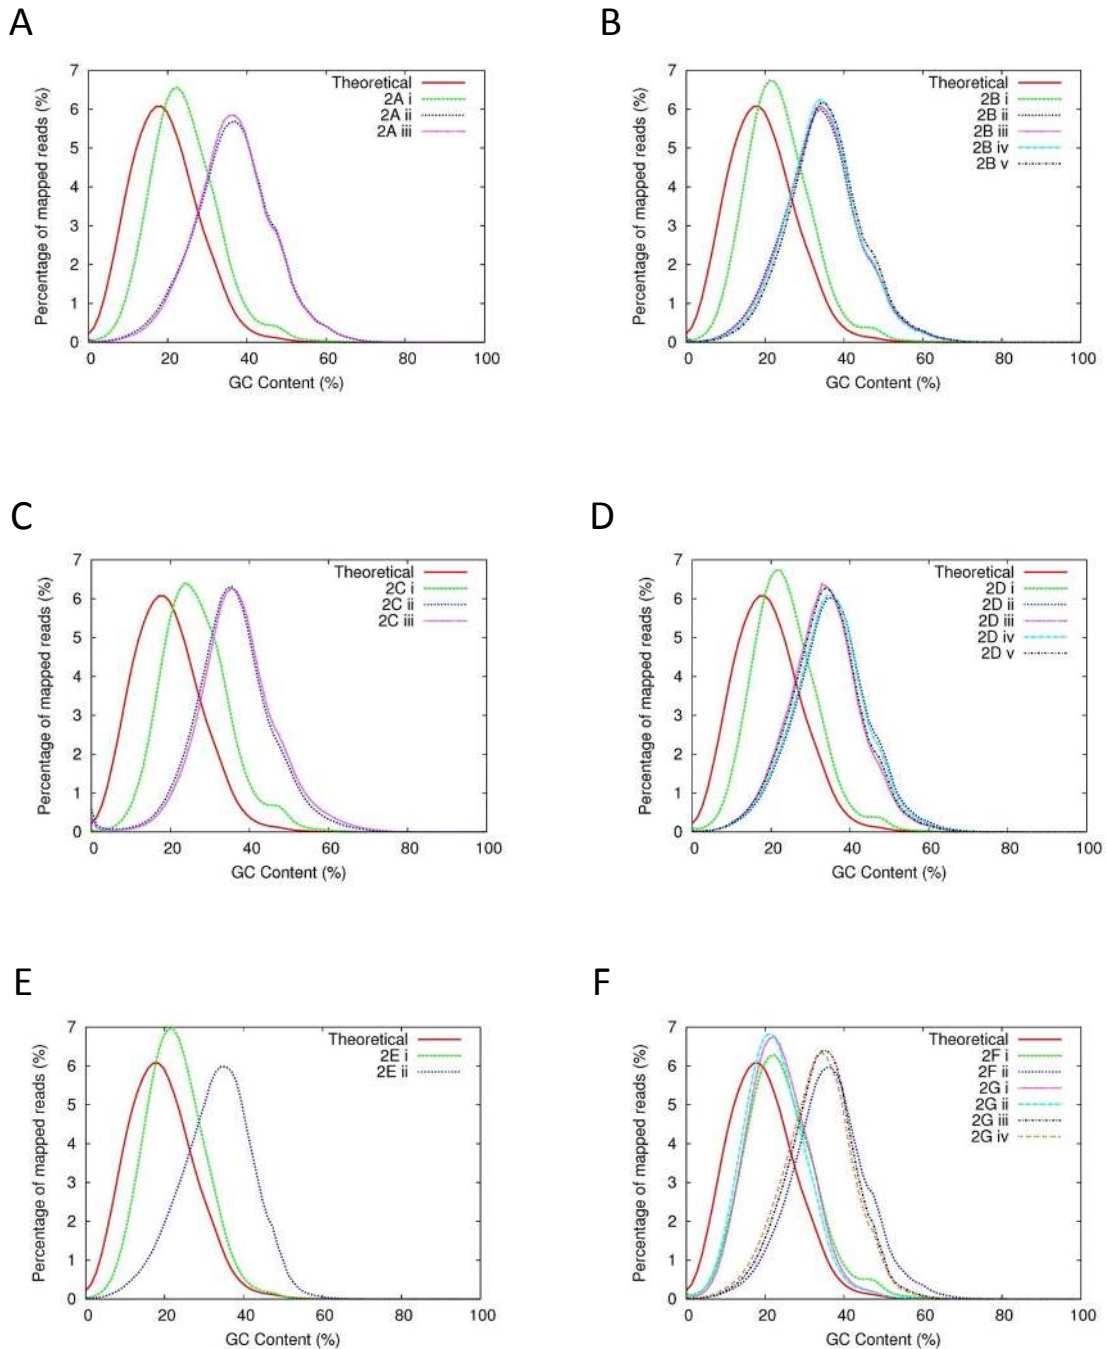 A
Percentage of mapped reads (%)
7
6
5
4
3
2
1
0
Theoretical
2A i
2A ii
2A iii
0 20 40 60 80 100
GC Content (%)
B
Percentage of mapped reads (%)
7
6
5
4
3
2
1
0
Theoretical
2B i
2B ii
2B iii
2B iv
2B v
0 20 40 60 80 100
GC Content (%)
C
Percentage of mapped reads (%)
7
6
5
4
3
2
1
0
Theoretical
2C i
2C ii
2C iii
0 20 40 60 80 100
GC Content (%)
D
Percentage of mapped reads (%)
7
6
5
4
3
2
1
0
Theoretical
2D i
2D ii
2D iii
2D iv
2D v
0 20 40 60 80 100
GC Content (%)
E
Percentage of mapped reads (%)
7
6
5
4
3
2
1
0
Theoretical
2E i
2E ii
0 20 40 60 80 100
GC Content (%)
F
Percentage of mapped reads (%)
7
6
5
4
3
2
1
0
Theoretical
2F i
2F ii
2G i
2G ii
2G iii
2G iv
0 20 40 60 80 100
GC Content (%)